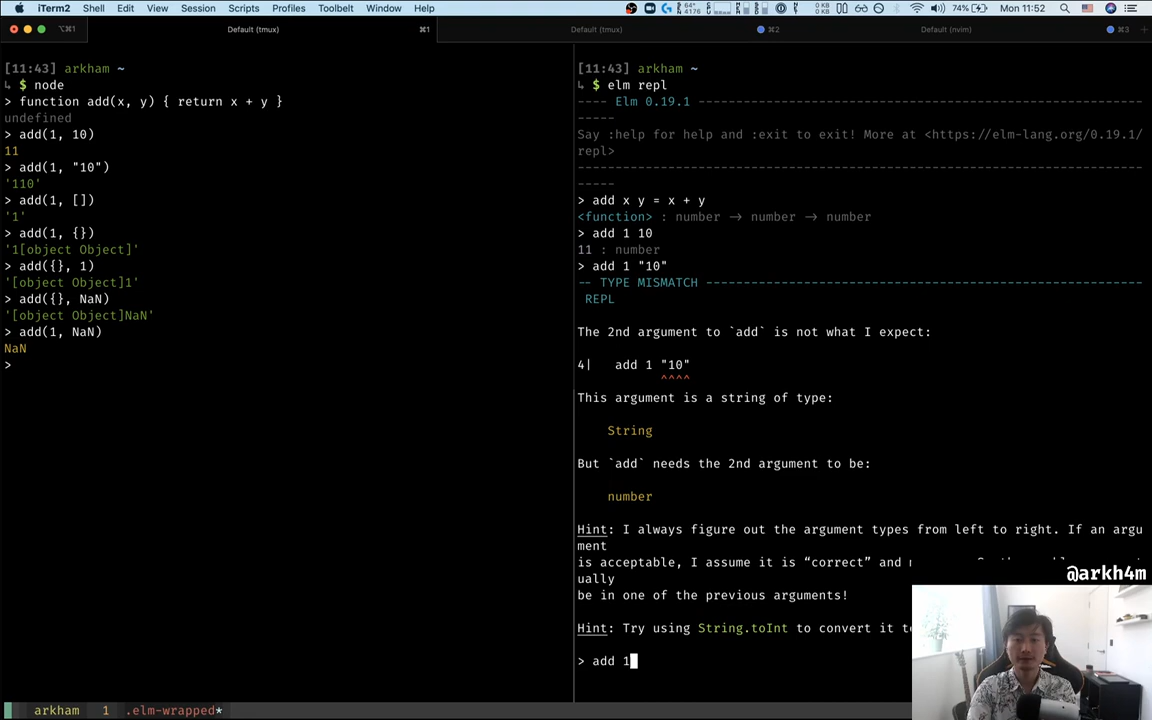 iTerm2 Shell Edit View Session Scripts Profiles Toolbelt Window Help 64° 4176 0 KB 0 KB 74% Mon 11:52
⌥⌘1 Default (tmux) ⌘1 Default (tmux) ⌘2 Default (nvim) ⌘3
[11:43] arkham ~
↳ $ node
> function add(x, y) { return x + y }
undefined
> add(1, 10)
11
> add(1, "10")
'110'
> add(1, [])
'1'
> add(1, {})
'1[object Object]'
> add({}, 1)
'[object Object]1'
> add({}, NaN)
'[object Object]NaN'
> add(1, NaN)
NaN
>
[11:43] arkham ~
↳ $ elm repl
---- Elm 0.19.1 ------------------------------------------------------------
-----
Say :help for help and :exit to exit! More at <https://elm-lang.org/0.19.1/
repl>
---------------------------------------------------------------------------
-----
> add x y = x + y
<function> : number -> number -> number
> add 1 10
11 : number
> add 1 "10"
-- TYPE MISMATCH -----------------------------------------------------------
REPL
The 2nd argument to `add` is not what I expect:
4|   add 1 "10"
^^^^
This argument is a string of type:
String
But `add` needs the 2nd argument to be:
number
Hint: I always figure out the argument types from left to right. If an argu
ment
is acceptable, I assume it is “correct” and
ually
be in one of the previous arguments!
Hint: Try using String.toInt to convert it
> add 1
@arkh4m
arkham 1 .elm-wrapped*